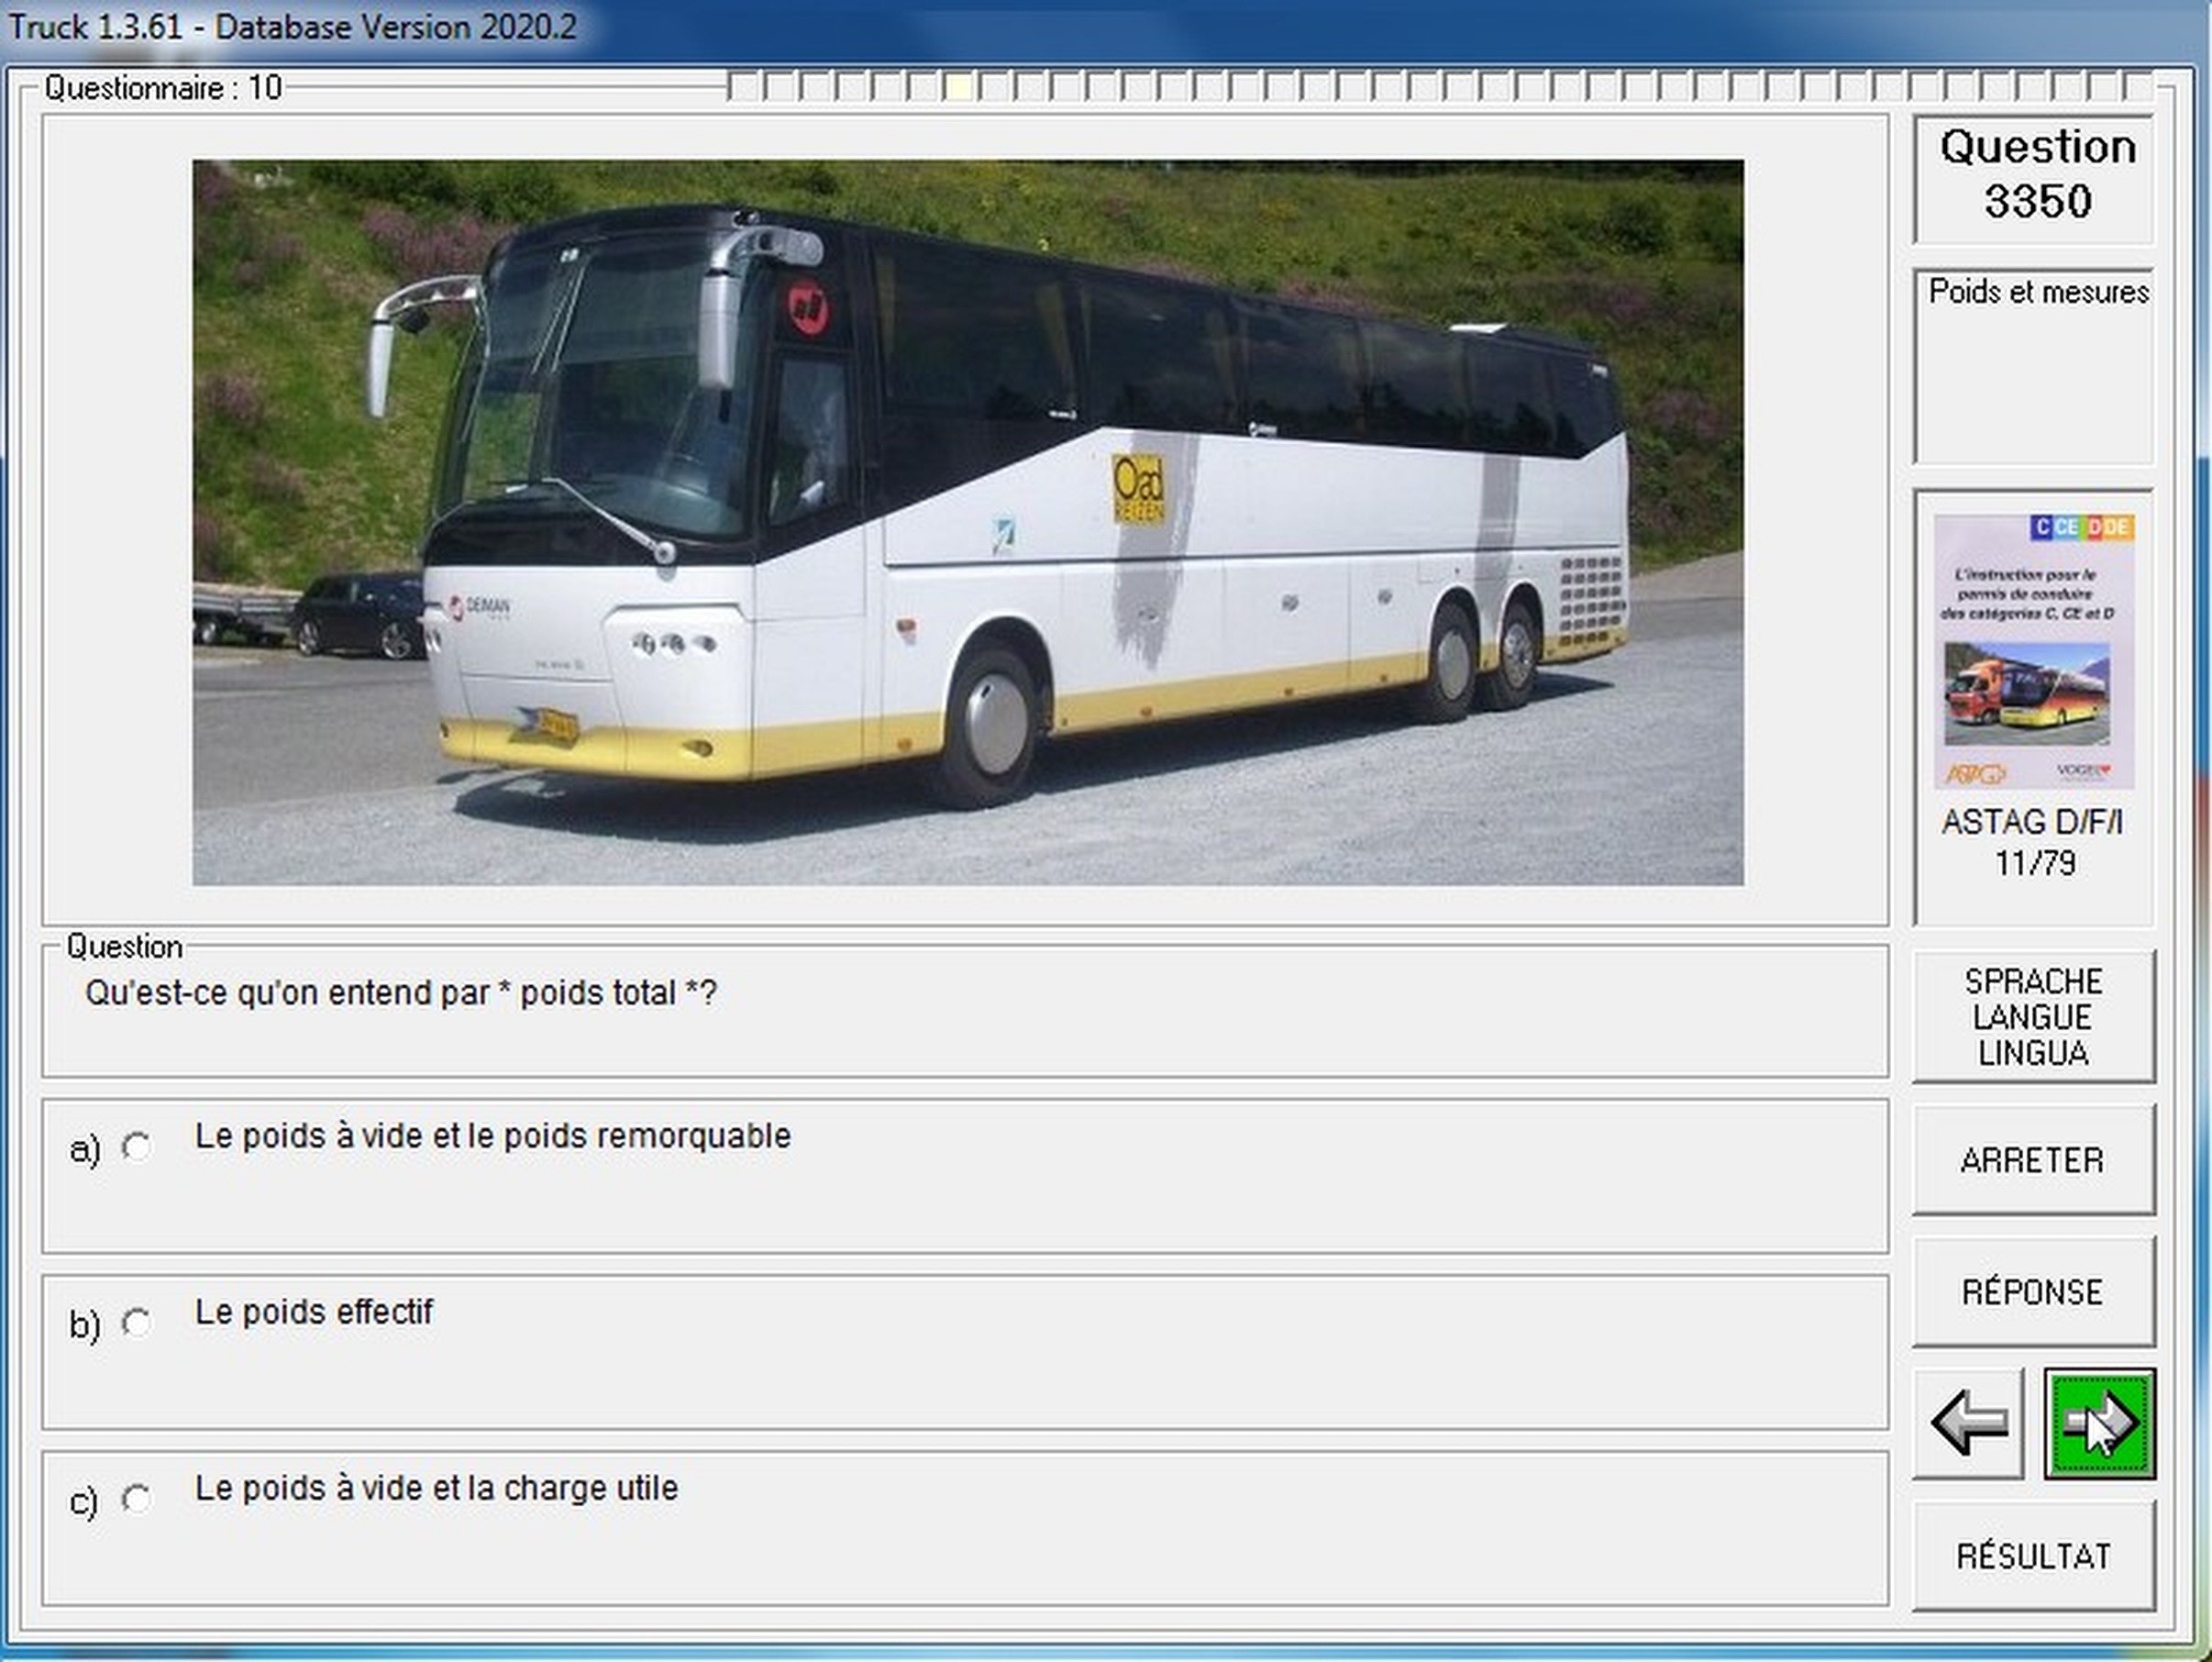 Truck 1.3.61 - Database Version 2020.2
Questionnaire : 10
Question
3350
Poids et mesures
Oad
REIZEN
C CE D DE
L'instruction pour le
permis de conduire
des catégories C, CE et D
ASTAG
VOGEL
ASTAG D/F/I
11/79
Question
Qu'est-ce qu'on entend par * poids total *?
a) Le poids à vide et le poids remorquable
b) Le poids effectif
c) Le poids à vide et la charge utile
SPRACHE
LANGUE
LINGUA
ARRETER
RÉPONSE
RÉSULTAT